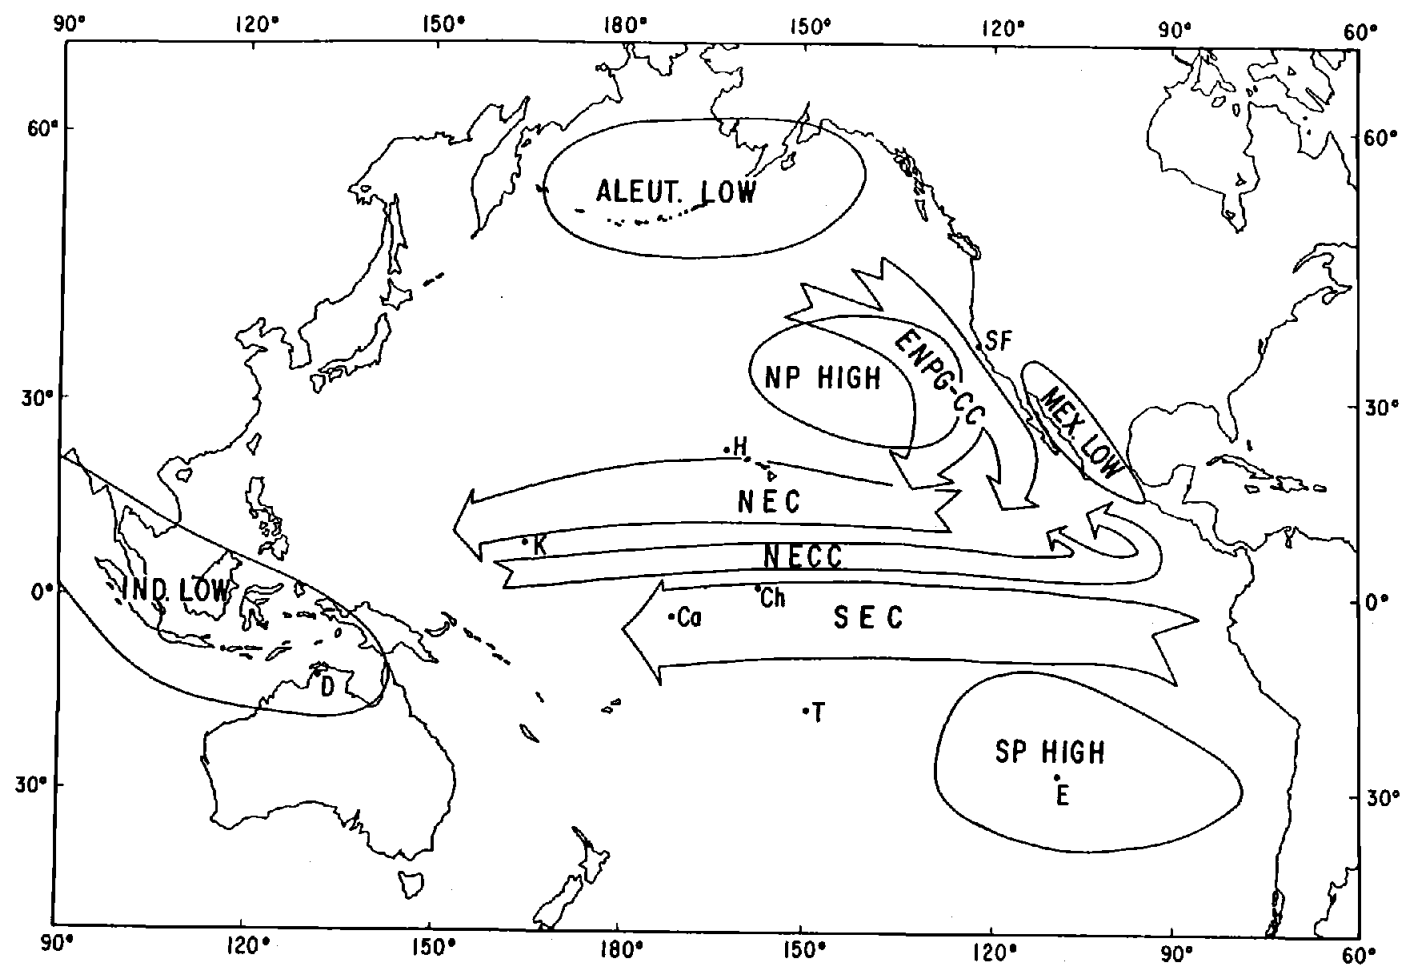 90° 120° 150° 180° 150° 120° 90° 60°
60° 60°
ALEUT. LOW
SF
ENPG-CC
NP HIGH
30° 30°
MEX. LOW
H
NEC
K
NECC
IND. LOW
0° 0°
Ch
Ca
SEC
D
T
SP HIGH
E
30° 30°
90° 120° 150° 180° 150° 120° 90° 60°